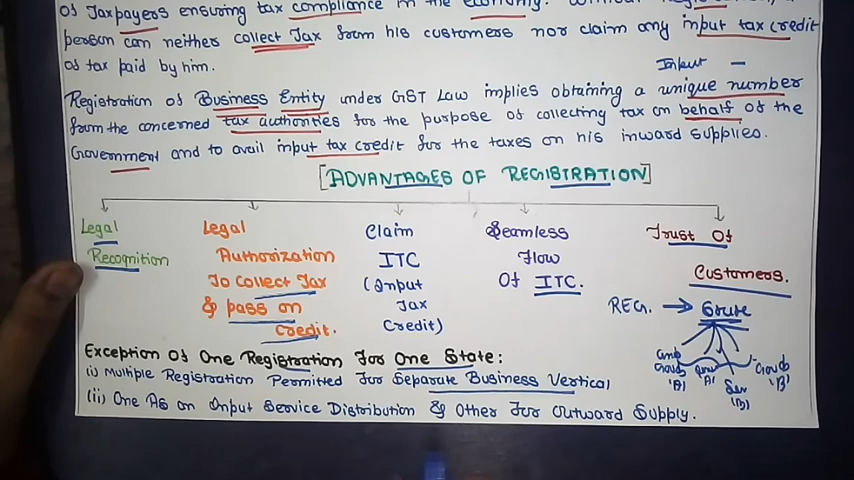 of Taxpayers ensuring tax compliance in the economy.
person can neither collect Tax from his customers nor claim any input tax credit
of tax paid by him.
Input -
Registration of Business Entity under GST Law implies obtaining a unique number
from the concerned tax authorities for the purpose of collecting tax on behalf of the
Government and to avail input tax credit for the taxes on his inward supplies.
[ADVANTAGES OF REGISTRATION]
Legal
Recognition
Legal
Authorization
To collect Tax
& pass on
credit.
Claim
ITC
(Input
Tax
Credit)
Seamless
Flow
Of ITC.
Trust Of
Customers.
REG. →
Exception Of One Registration For One State:
(i) Multiple Registration Permitted For Separate Business Vertical
(ii) One As an Input Service Distribution & Other For Outward Supply.